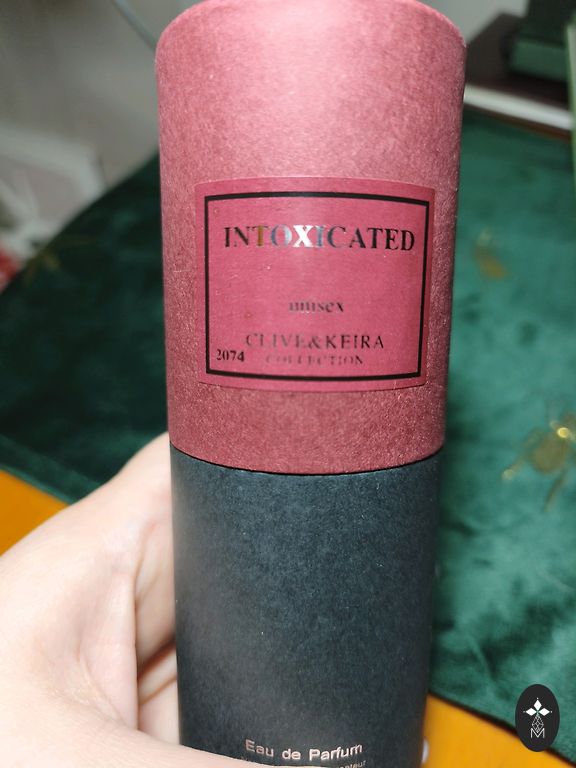 INTOXICATED
unisex
CLIVE&KEIRA
2074 COLLECTION
Eau de Parfum